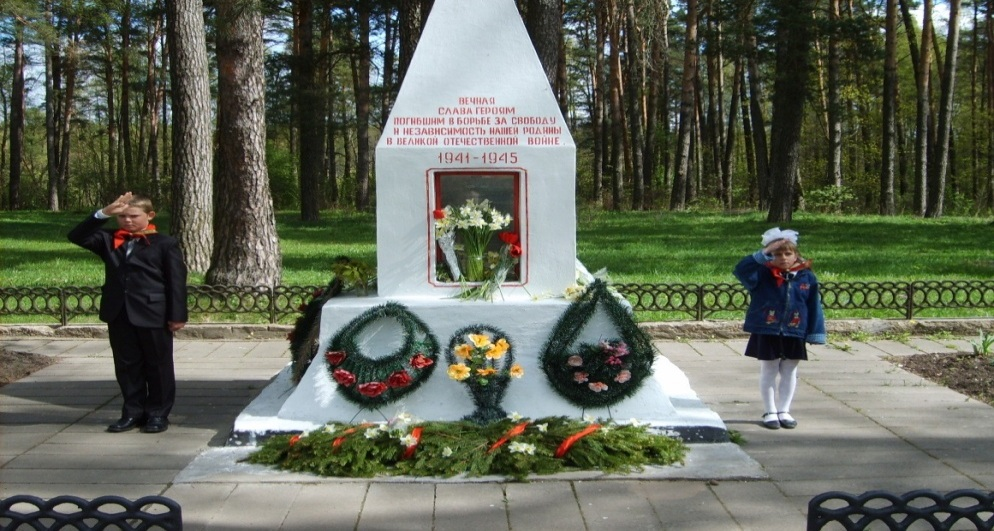 ВЕЧНАЯ
СЛАВА ГЕРОЯМ
ПОГИБШИМ В БОРЬБЕ ЗА СВОБОДУ
И НЕЗАВИСИМОСТЬ НАШЕЙ РОДИНЫ
В ВЕЛИКОЙ ОТЕЧЕСТВЕННОЙ ВОЙНЕ
1941-1945